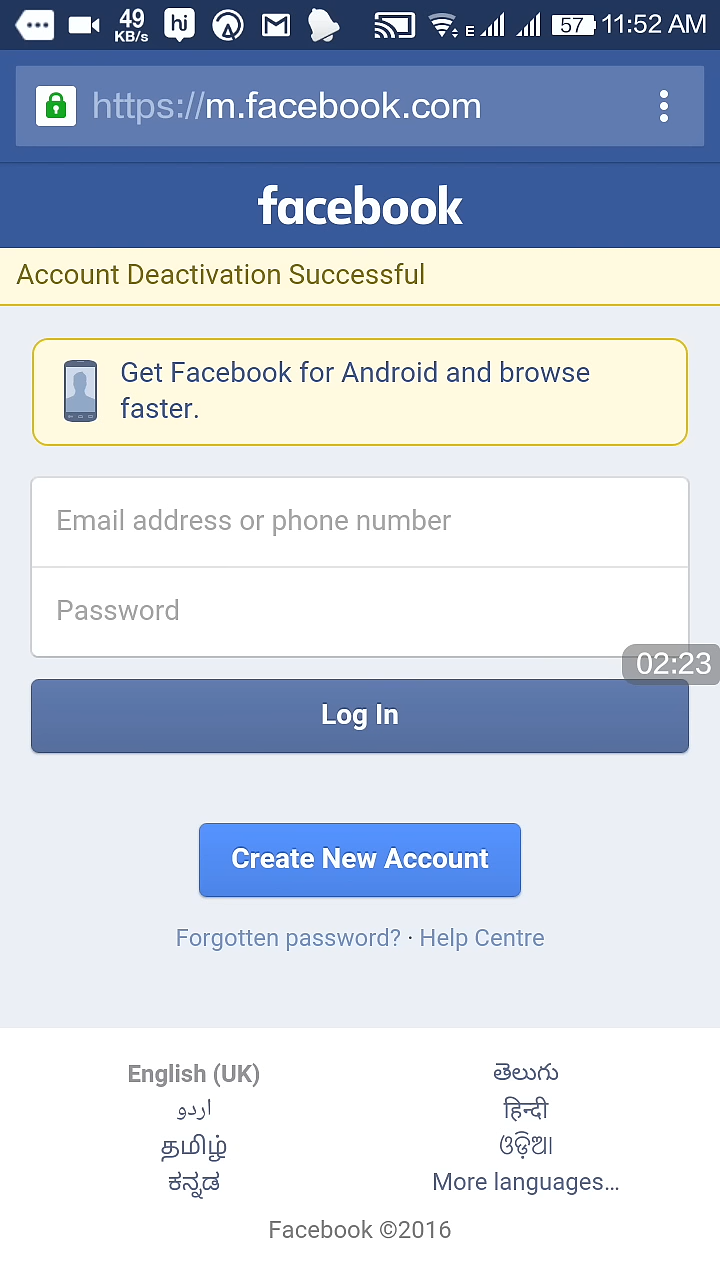 49
KB/s
hi
E
57
11:52 AM
https://m.facebook.com
facebook
Account Deactivation Successful
Get Facebook for Android and browse
faster.
Email address or phone number
Password
02:23
Log In
Create New Account
Forgotten password? · Help Centre
English (UK)
తెలుగు
اردو
हिन्दी
தமிழ்
ଓଡ଼ିଆ
ಕನ್ನಡ
More languages…
Facebook ©2016